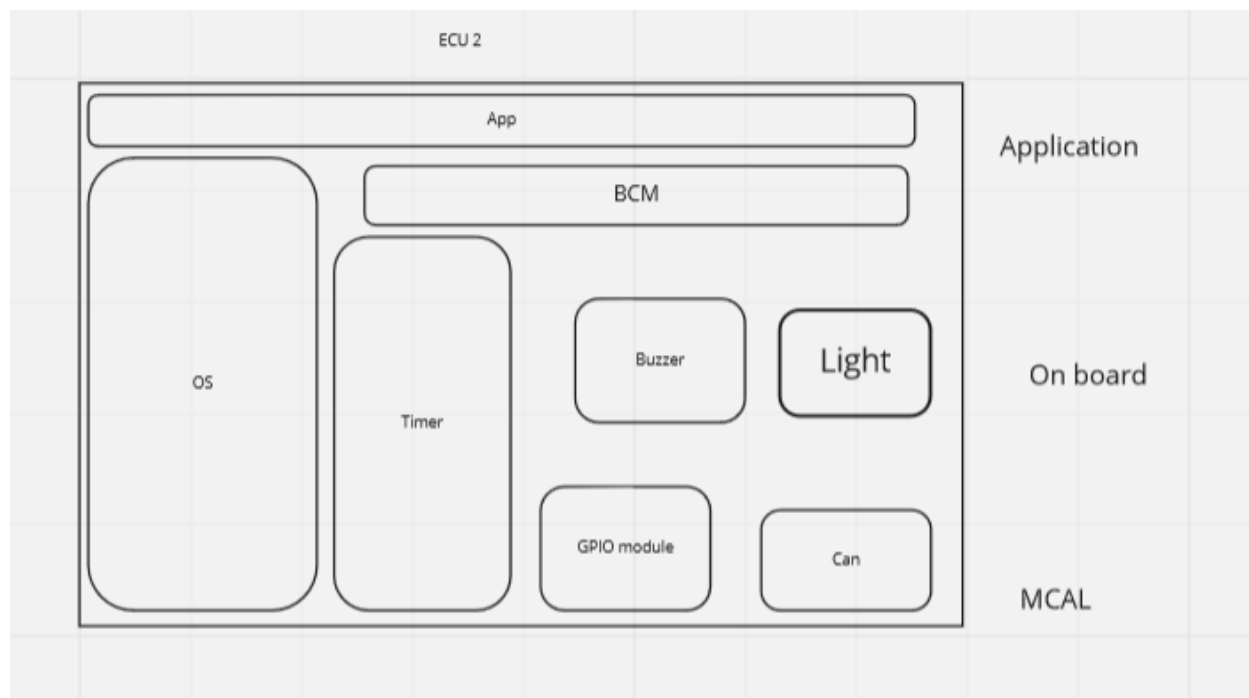 ECU 2
App
Application
BCM
Buzzer
Light
On board
OS
Timer
GPIO module
Can
MCAL